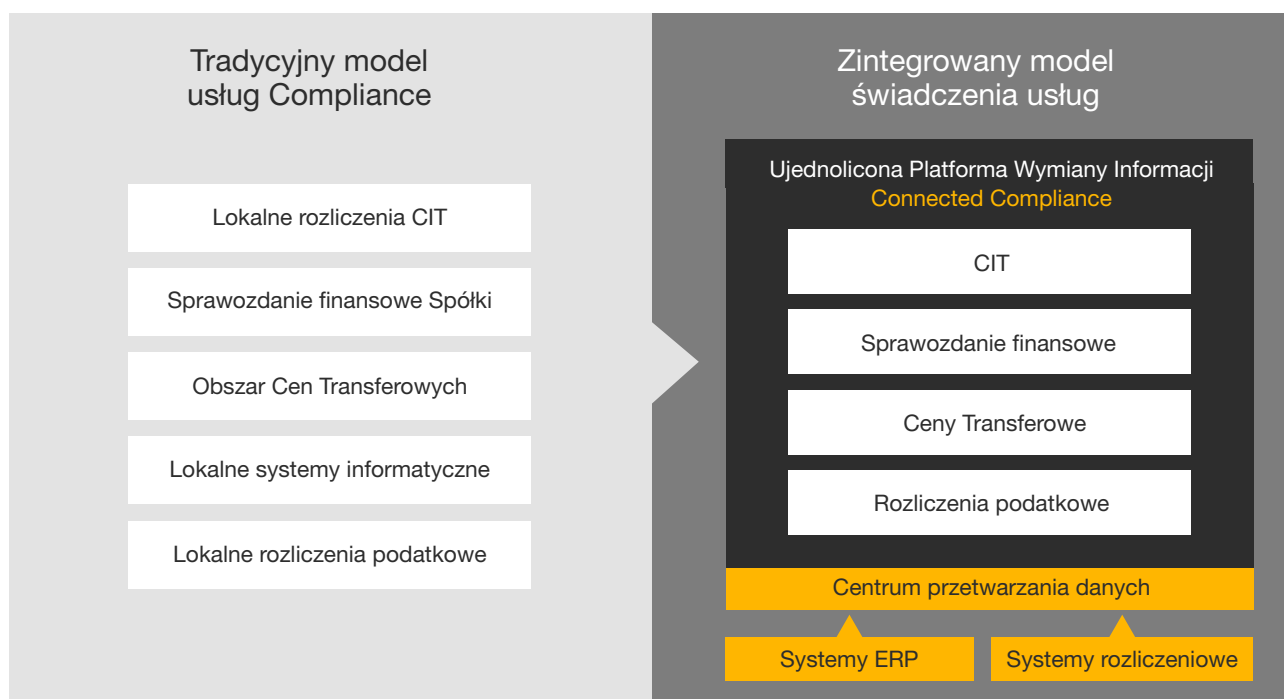 Tradycyjny model
usług Compliance
Lokalne rozliczenia CIT
Sprawozdanie finansowe Spółki
Obszar Cen Transferowych
Lokalne systemy informatyczne
Lokalne rozliczenia podatkowe
Zintegrowany model
świadczenia usług
Ujednolicona Platforma Wymiany Informacji
Connected Compliance
CIT
Sprawozdanie finansowe
Ceny Transferowe
Rozliczenia podatkowe
Centrum przetwarzania danych
Systemy ERP
Systemy rozliczeniowe